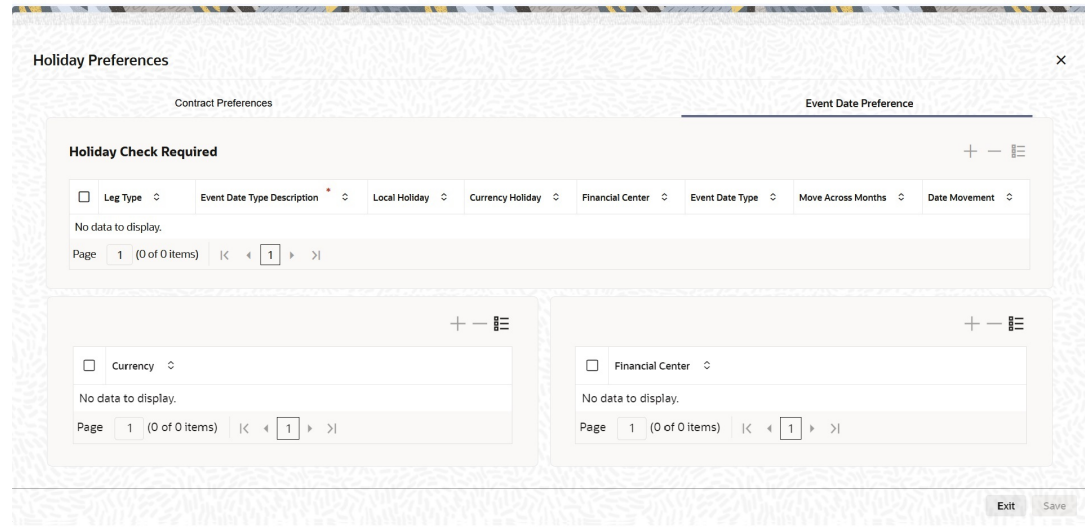 Holiday Preferences
Contract Preferences Event Date Preference
Holiday Check Required
Leg Type Event Date Type Description * Local Holiday Currency Holiday Financial Center Event Date Type Move Across Months Date Movement
No data to display.
Page 1 (0 of 0 items) 1
Currency
No data to display.
Page 1 (0 of 0 items) 1
Financial Center
No data to display.
Page 1 (0 of 0 items) 1
Exit Save